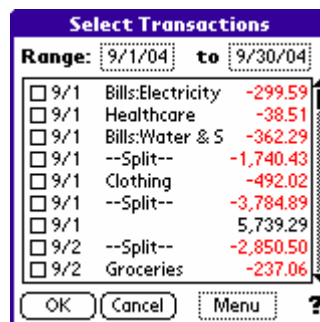 Select Transactions
Range: 9/1/04 to 9/30/04
9/1 Bills:Electricity -299.59
9/1 Healthcare -38.51
9/1 Bills:Water & S -362.29
9/1 --Split-- -1,740.43
9/1 Clothing -492.02
9/1 --Split-- -3,784.89
9/1 5,739.29
9/2 --Split-- -2,850.50
9/2 Groceries -237.06
OK Cancel Menu ?